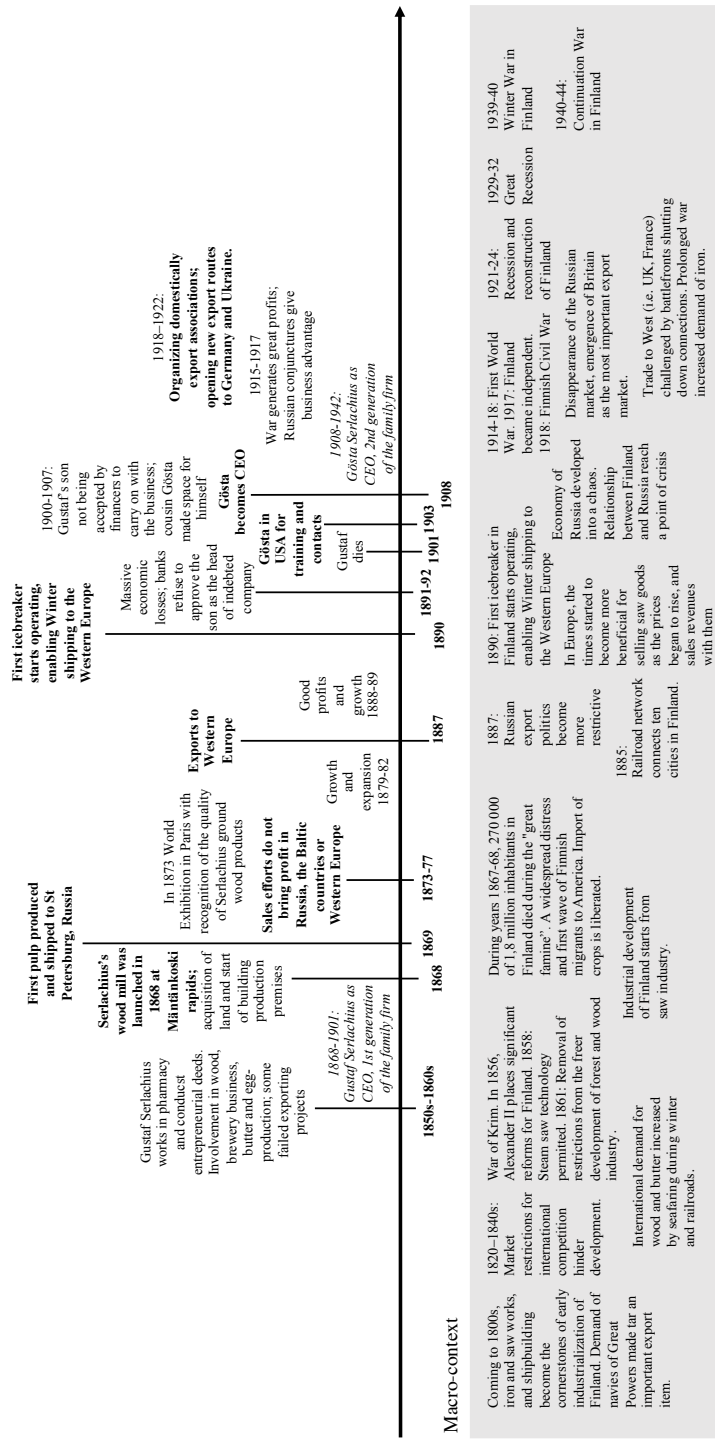 Gustaf Serlachius
works in pharmacy
and conducst
entrepreneurial deeds.
Involvement in wood,
brewery business,
butter and egg-
production; some
failed exporting
projects
1850s-1860s
1868-1901:
Gustaf Serlachius as
CEO, 1st generation
of the family firm
Serlachius's
wood mill was
launched in
1868 at
Mäntänkoski
rapids;
acquisition of
land and start
of building
production
premises
1868
First pulp produced
and shipped to St
Petersburg, Russia
1869
In 1873 World
Exhibition in Paris with
recognition of the quality
of Serlachius ground
wood products
Sales efforts do not
bring profit in
Russia, the Baltic
countries or
Western Europe
1873-77
Growth
and
expansion
1879-82
Exports to
Western
Europe
1887
Good
profits
and
growth
1888-89
First icebreaker
starts operating,
enabling Winter
shipping to the
Western Europe
1890
Massive
economic
losses; banks
refuse to
approve the
son as the head
of indebted
company
1891-92
Gustaf
dies
1901
Gösta in
USA for
training and
contacts
1903
1900-1907:
Gustaf´s son
not being
accepted by
financers to
carry on with
the business;
cousin Gösta
made space for
himself
Gösta
becomes CEO
1908
1908-1942:
Gösta Serlachius as
CEO, 2nd generation
of the family firm
1915-1917
War generates great profits;
Russian conjunctures give
business advantage
1918–1922:
Organizing domestically
export associations;
opening new export routes
to Germany and Ukraine.
Macro-context
Coming to 1800s,
iron and saw works,
and shipbuilding
become the
cornerstones of early
industrialization of
Finland. Demand of
navies of Great
Powers made tar an
important export
item.
1820–1840s:
Market
restrictions for
international
competition
hinder
development.
War of Krim. In 1856,
Alexander II places significant
reforms for Finland. 1858:
Steam saw technology
permitted. 1861: Removal of
restrictions from the freer
development of forest and wood
industry.
International demand for
wood and butter increased
by seafaring during winter
and railroads.
During years 1867-68, 270 000
of 1,8 million inhabitants in
Finland died during the "great
famine”. A widespread distress
and first wave of Finnish
migrants to America. Import of
crops is liberated.
Industrial development
of Finland starts from
saw industry.
1887:
Russian
export
politics
become
more
restrictive
1885:
Railroad network
connects ten
cities in Finland.
1890: First icebreaker in
Finland starts operating,
enabling Winter shipping to
the Western Europe
In Europe, the
times started to
become more
beneficial for
selling saw goods
as the prices
began to rise, and
sales revenues
with them
Economy of
Russia developed
into a chaos.
Relationship
between Finland
and Russia reach
a point of crisis
1914-18: First World
War. 1917: Finland
became independent.
1918: Finnish Civil War
Disappearance of the Russian
market, emergence of Britain
as the most important export
market.
Trade to West (i.e. UK, France)
challenged by battlefronts shutting
down connections. Prolonged war
increased demand of iron.
1921-24:
Recession and
reconstruction
of Finland
1929-32
Great
Recession
1939-40
Winter War in
Finland
1940-44:
Continuation War
in Finland